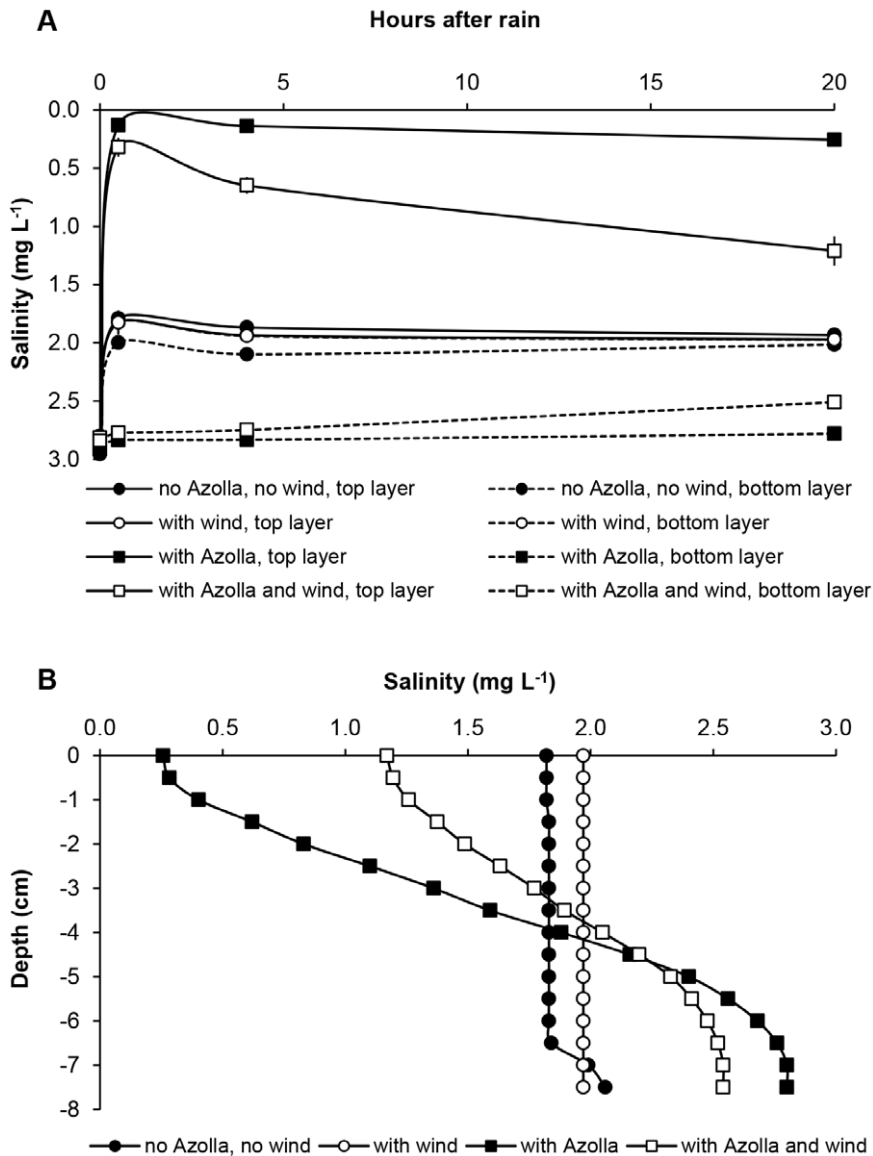 A
Hours after rain
0 5 10 15 20
0.0
0.5
1.0
1.5
2.0
2.5
3.0
Salinity (mg L⁻¹)
no Azolla, no wind, top layer no Azolla, no wind, bottom layer
with wind, top layer with wind, bottom layer
with Azolla, top layer with Azolla, bottom layer
with Azolla and wind, top layer with Azolla and wind, bottom layer
B
Salinity (mg L⁻¹)
0.0 0.5 1.0 1.5 2.0 2.5 3.0
0
-1
-2
-3
-4
-5
-6
-7
-8
Depth (cm)
no Azolla, no wind with wind with Azolla with Azolla and wind